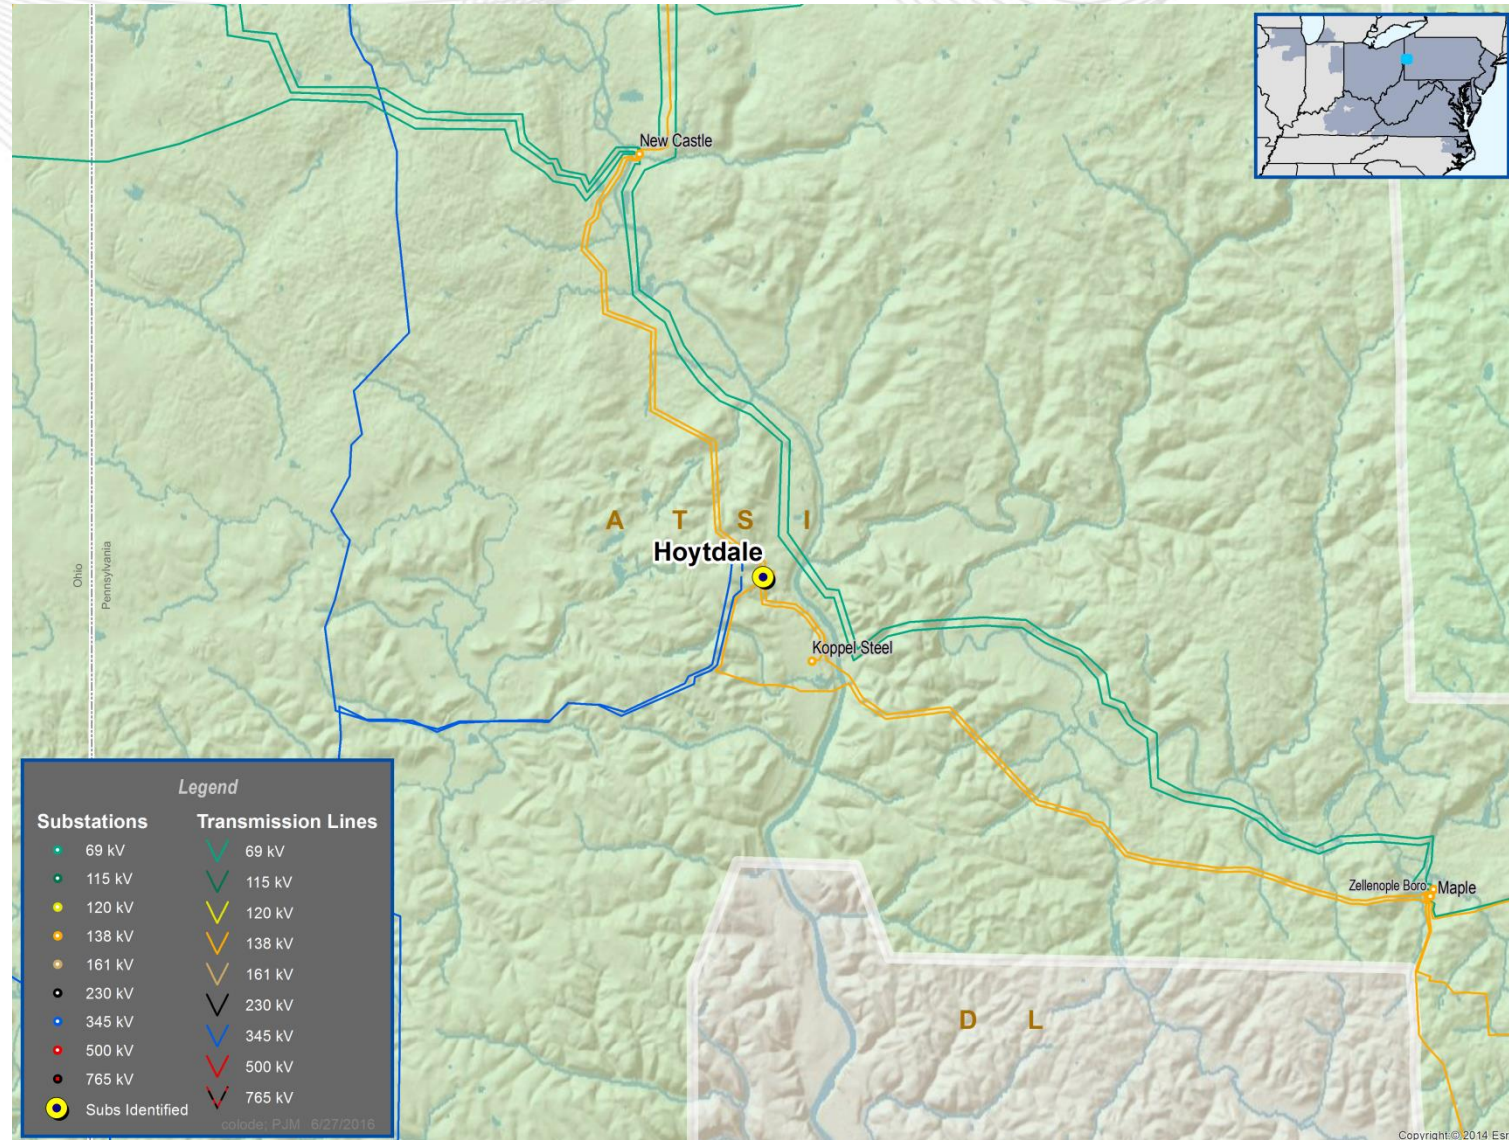 New Castle
A T S I
Hoytdale
Koppel Steel
Ohio
Pennsylvania
Zellenople Boro
Maple
D L
Legend
Substations
69 kV
115 kV
120 kV
138 kV
161 kV
230 kV
345 kV
500 kV
765 kV
Subs Identified
Transmission Lines
69 kV
115 kV
120 kV
138 kV
161 kV
230 kV
345 kV
500 kV
765 kV
colode; PJM 6/27/2016
Copyright:© 2014 Esri